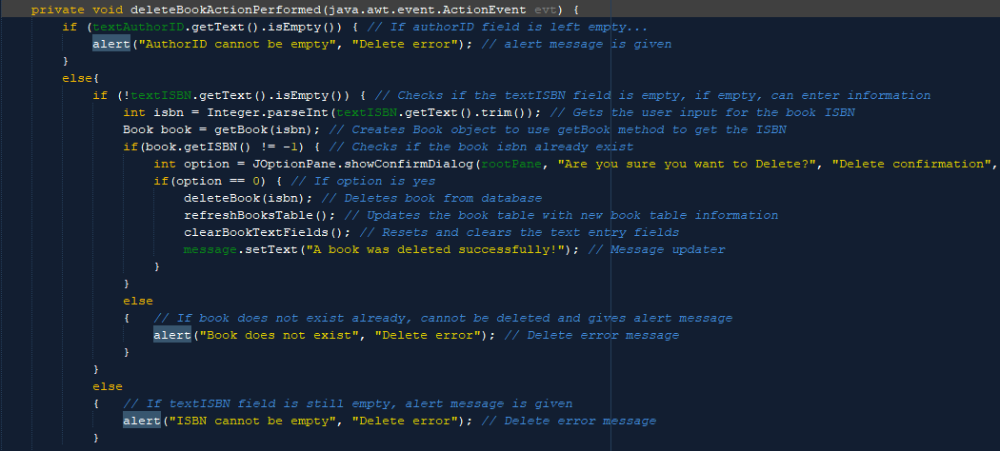 private void deleteBookActionPerformed(java.awt.event.ActionEvent evt) {
if (textAuthorID.getText().isEmpty()) { // If authorID field is left empty...
alert("AuthorID cannot be empty", "Delete error"); // alert message is given
}
else{
if (!textISBN.getText().isEmpty()) { // Checks if the textISBN field is empty, if empty, can enter information
int isbn = Integer.parseInt(textISBN.getText().trim()); // Gets the user input for the book ISBN
Book book = getBook(isbn); // Creates Book object to use getBook method to get the ISBN
if(book.getISBN() != -1) { // Checks if the book isbn already exist
int option = JOptionPane.showConfirmDialog(rootPane, "Are you sure you want to Delete?", "Delete confirmation",
if(option == 0) { // If option is yes
deleteBook(isbn); // Deletes book from database
refreshBooksTable(); // Updates the book table with new book table information
clearBookTextFields(); // Resets and clears the text entry fields
message.setText("A book was deleted successfully!"); // Message updater
}
}
else
{ // If book does not exist already, cannot be deleted and gives alert message
alert("Book does not exist", "Delete error"); // Delete error message
}
}
else
{ // If textISBN field is still empty, alert message is given
alert("ISBN cannot be empty", "Delete error"); // Delete error message
}